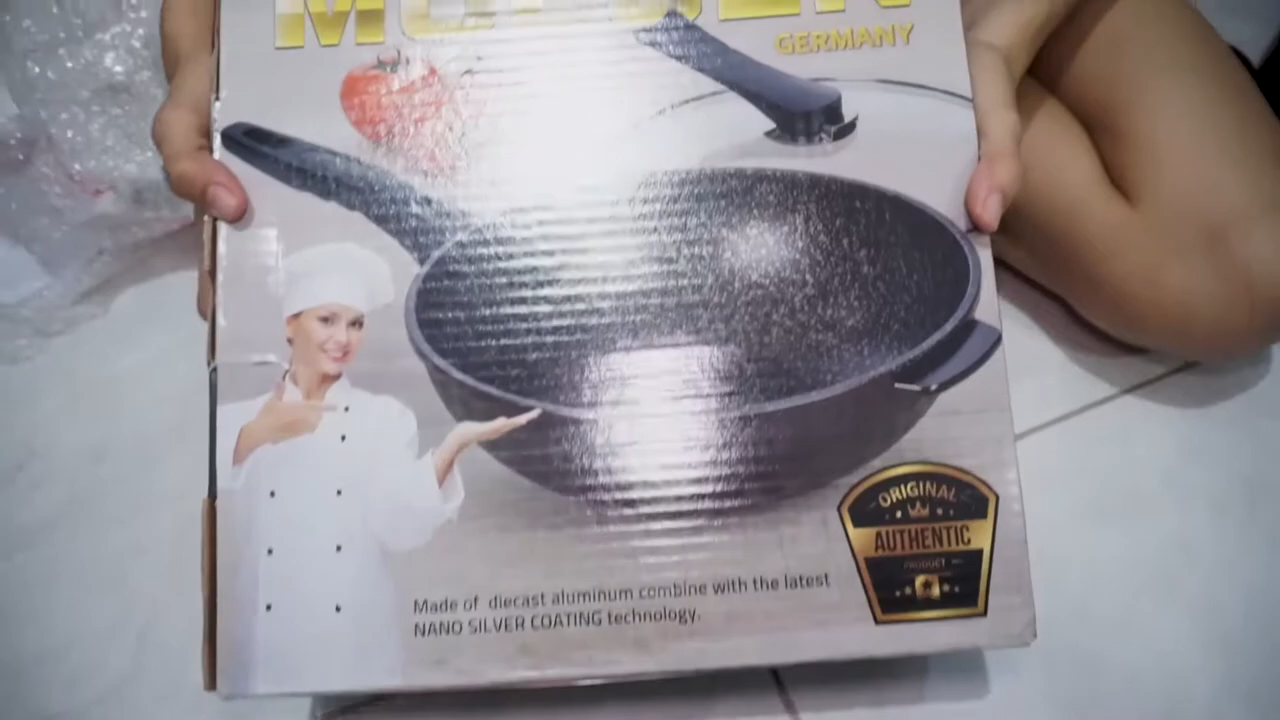 GERMANY
ORIGINAL
AUTHENTIC
PRODUCT
Made of diecast aluminum combine with the latest
NANO SILVER COATING technology.